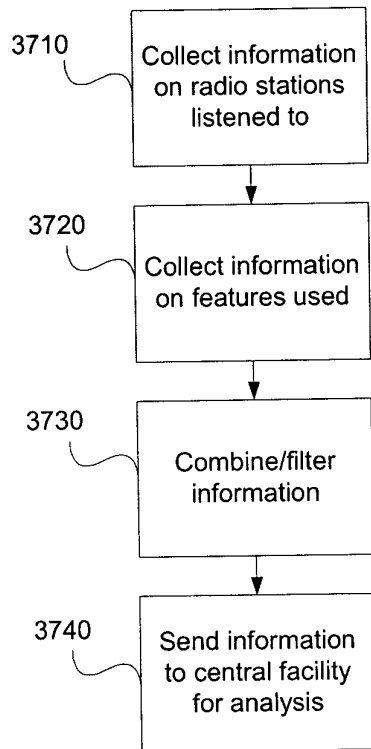 3710
Collect information
on radio stations
listened to
3720
Collect information
on features used
3730
Combine/filter
information
3740
Send information
to central facility
for analysis